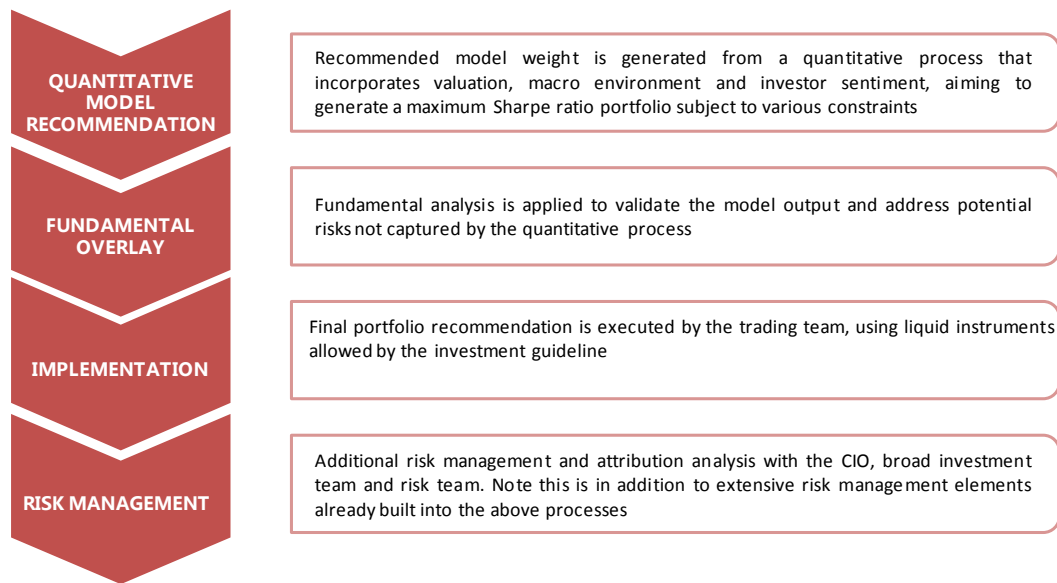 QUANTITATIVE
MODEL
RECOMMENDATION
Recommended model weight is generated from a quantitative process that
incorporates valuation, macro environment and investor sentiment, aiming to
generate a maximum Sharpe ratio portfolio subject to various constraints
FUNDAMENTAL
OVERLAY
Fundamental analysis is applied to validate the model output and address potential
risks not captured by the quantitative process
IMPLEMENTATION
Final portfolio recommendation is executed by the trading team, using liquid instruments
allowed by the investment guideline
RISK MANAGEMENT
Additional risk management and attribution analysis with the CIO, broad investment
team and risk team. Note this is in addition to extensive risk management elements
already built into the above processes